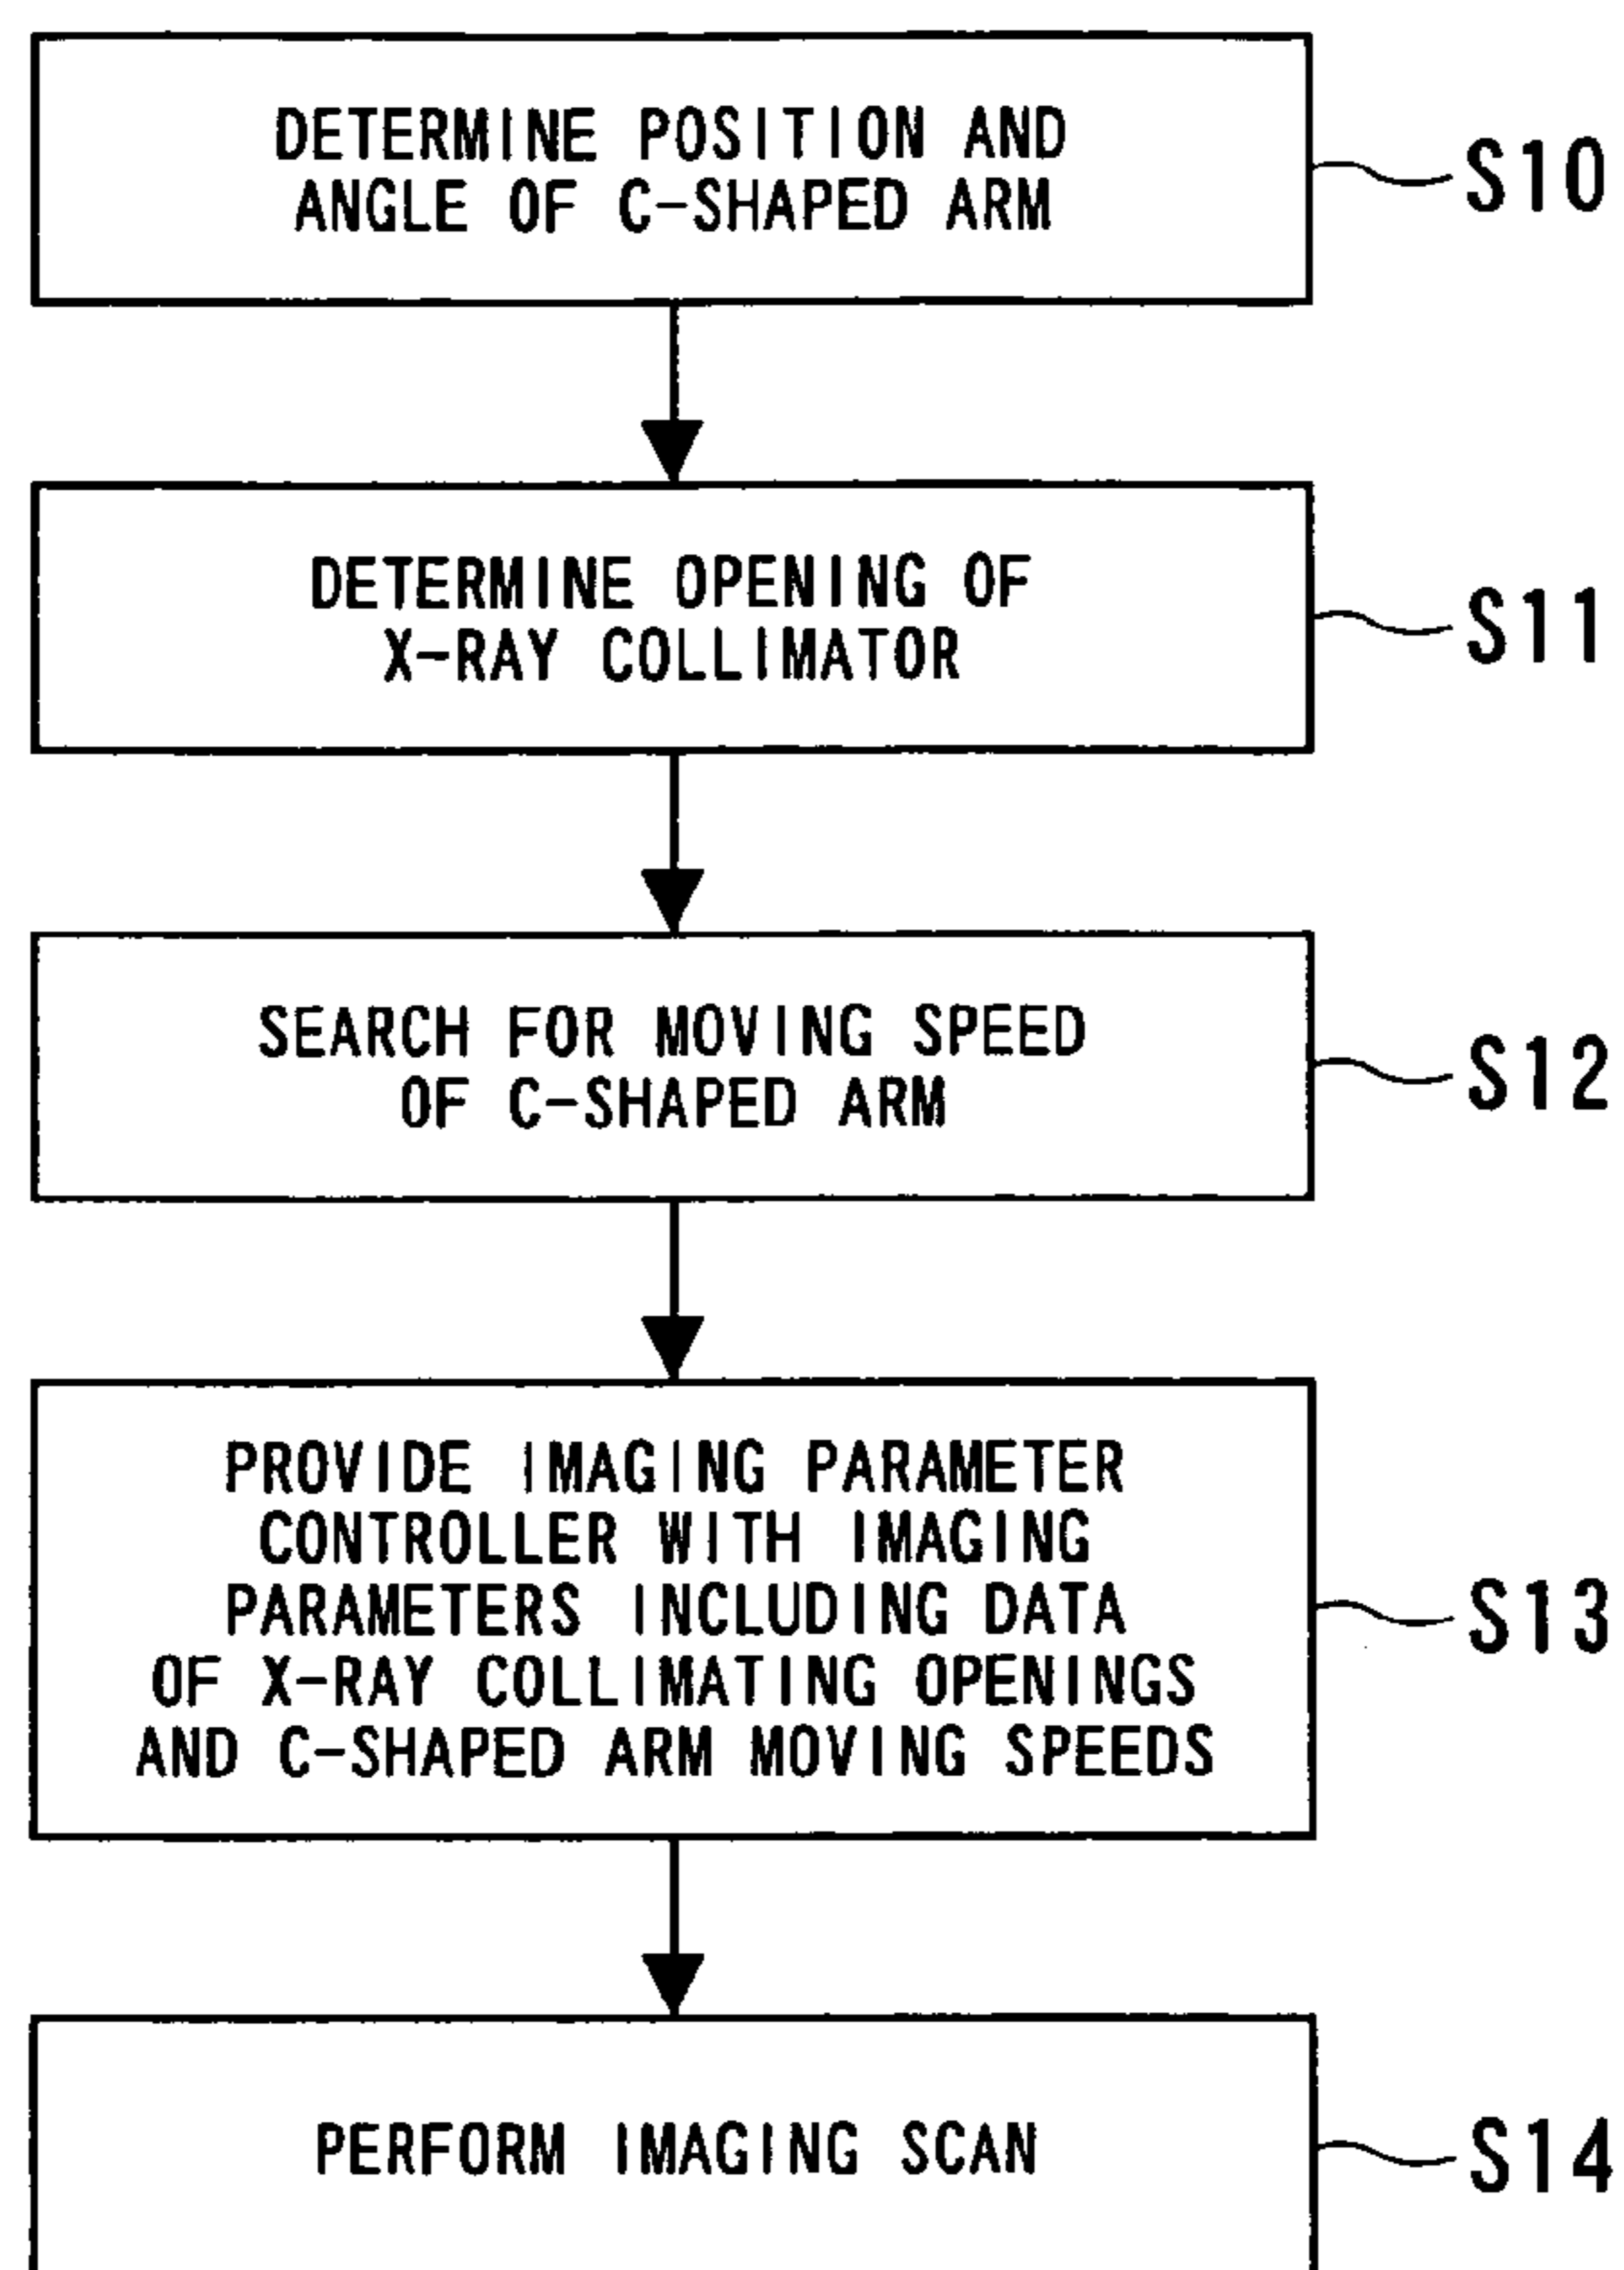 DETERMINE POSITION AND
ANGLE OF C-SHAPED ARM
S10
DETERMINE OPENING OF
X-RAY COLLIMATOR
S11
SEARCH FOR MOVING SPEED
OF C-SHAPED ARM
S12
PROVIDE IMAGING PARAMETER
CONTROLLER WITH IMAGING
PARAMETERS INCLUDING DATA
OF X-RAY COLLIMATING OPENINGS
AND C-SHAPED ARM MOVING SPEEDS
S13
PERFORM IMAGING SCAN
S14